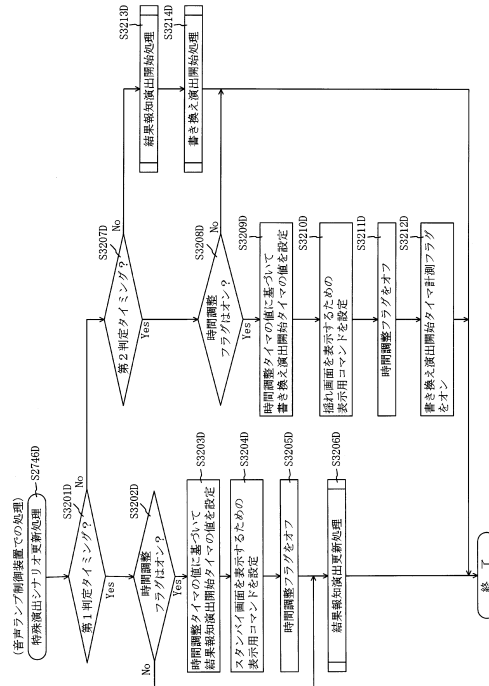 (音声ランプ制御装置での処理)
特殊演出シナリオ更新処理
S2746D
第1判定タイミング?
S3201D
Yes
No
時間調整
フラグはオン?
S3202D
Yes
No
時間調整タイマの値に基づいて
結果報知演出開始タイマの値を設定
S3203D
スタンバイ画面を表示するための
表示用コマンドを設定
S3204D
時間調整フラグをオフ
S3205D
結果報知演出更新処理
S3206D
第2判定タイミング?
S3207D
Yes
No
時間調整
フラグはオン?
S3208D
Yes
No
時間調整タイマの値に基づいて
書き換え演出開始タイマの値を設定
S3209D
揺れ画面を表示するための
表示用コマンドを設定
S3210D
時間調整フラグをオフ
S3211D
書き換え演出開始タイマ計測フラグ
をオン
S3212D
結果報知演出開始処理
S3213D
書き換え演出開始処理
S3214D
終 了